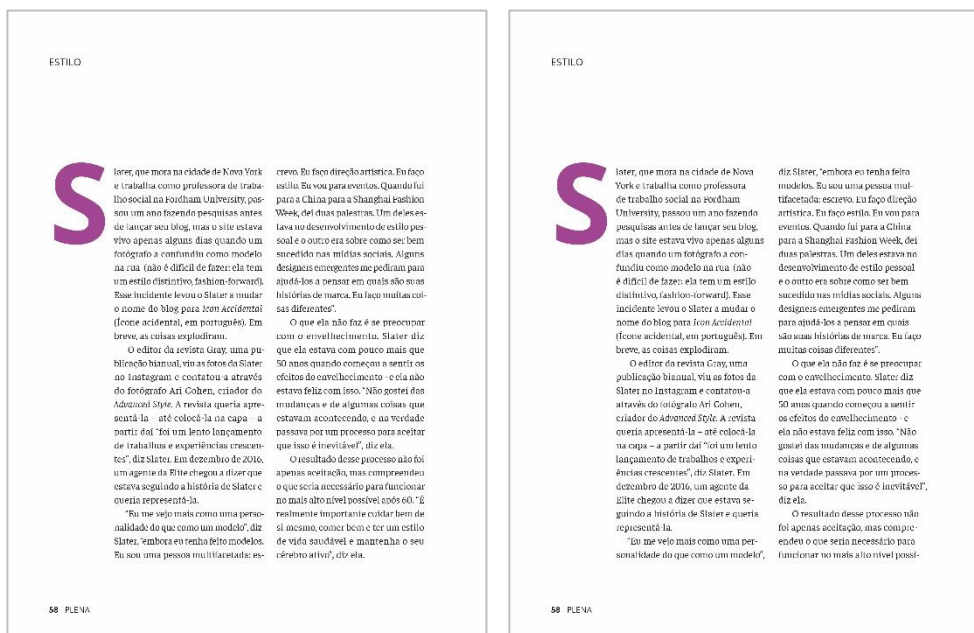 ESTILO
S
later, que mora na cidade de Nova York
e trabalha como professora de traba-
lho social na Fordham University, pas-
sou um ano fazendo pesquisas antes
de lançar seu blog, mas o site estava
vivo apenas alguns dias quando um
fotógrafo a confundiu como modelo
na rua (não é difícil de fazer: ela tem
um estilo distintivo, fashion-forward).
Esse incidente levou o Slater a mudar
o nome do blog para Icon Accidental
(Ícone acidental, em português). Em
breve, as coisas explodiram.
O editor da revista Gray, uma pu-
blicação bianual, viu as fotos da Slater
no Instagram e contatou-a através
do fotógrafo Ari Cohen, criador do
Advanced Style. A revista queria apre-
sentá-la – até colocá-la na capa – a
partir daí "foi um lento lançamento
de trabalhos e experiências crescen-
tes", diz Slater. Em dezembro de 2016,
um agente da Elite chegou a dizer que
estava seguindo a história de Slater e
queria representá-la.
"Eu me vejo mais como uma perso-
nalidade do que como um modelo", diz
Slater, "embora eu tenha feito modelos.
Eu sou uma pessoa multifacetada: es-
crevo. Eu faço direção artística. Eu faço
estilo. Eu vou para eventos. Quando fui
para a China para a Shanghai Fashion
Week, dei duas palestras. Um deles es-
tava no desenvolvimento de estilo pes-
soal e o outro era sobre como ser bem
sucedido nas mídias sociais. Alguns
designers emergentes me pediram para
ajudá-los a pensar em quais são suas
histórias de marca. Eu faço muitas coi-
sas diferentes".
O que ela não faz é se preocupar
com o envelhecimento. Slater diz
que ela estava com pouco mais que
50 anos quando começou a sentir os
efeitos do envelhecimento - e ela não
estava feliz com isso. "Não gostei das
mudanças e de algumas coisas que
estavam acontecendo, e na verdade
passava por um processo para aceitar
que isso é inevitável", diz ela.
O resultado desse processo não foi
apenas aceitação, mas compreendeu
o que seria necessário para funcionar
no mais alto nível possível após 60. "É
realmente importante cuidar bem de
si mesmo, comer bem e ter um estilo
de vida saudável e mantenha o seu
cérebro ativo", diz ela.
58 PLENA
ESTILO
S
later, que mora na cidade de Nova
York e trabalha como professora
de trabalho social na Fordham
University, passou um ano fazendo
pesquisas antes de lançar seu blog,
mas o site estava vivo apenas alguns
dias quando um fotógrafo a con-
fundiu como modelo na rua (não
é difícil de fazer: ela tem um estilo
distintivo, fashion-forward). Esse
incidente levou o Slater a mudar o
nome do blog para Icon Accidental
(Ícone acidental, em português). Em
breve, as coisas explodiram.
O editor da revista Gray, uma
publicação bianual, viu as fotos da
Slater no Instagram e contatou-a
através do fotógrafo Ari Cohen,
criador do Advanced Style. A revista
queria apresentá-la – até colocá-la
na capa – a partir daí "foi um lento
lançamento de trabalhos e experi-
ências crescentes", diz Slater. Em
dezembro de 2016, um agente da
Elite chegou a dizer que estava se-
guindo a história de Slater e queria
representá-la.
"Eu me vejo mais como uma per-
sonalidade do que como um modelo",
diz Slater, "embora eu tenha feito
modelos. Eu sou uma pessoa mul-
tifacetada: escrevo. Eu faço direção
artística. Eu faço estilo. Eu vou para
eventos. Quando fui para a China
para a Shanghai Fashion Week, dei
duas palestras. Um deles estava no
desenvolvimento de estilo pessoal
e o outro era sobre como ser bem
sucedido nas mídias sociais. Alguns
designers emergentes me pediram
para ajudá-los a pensar em quais
são suas histórias de marca. Eu faço
muitas coisas diferentes".
O que ela não faz é se preocupar
com o envelhecimento. Slater diz
que ela estava com pouco mais que
50 anos quando começou a sentir
os efeitos do envelhecimento - e
ela não estava feliz com isso. "Não
gostei das mudanças e de algumas
coisas que estavam acontecendo, e
na verdade passava por um proces-
so para aceitar que isso é inevitável",
diz ela.
O resultado desse processo não
foi apenas aceitação, mas compre-
endeu o que seria necessário para
funcionar no mais alto nível possí-
58 PLENA